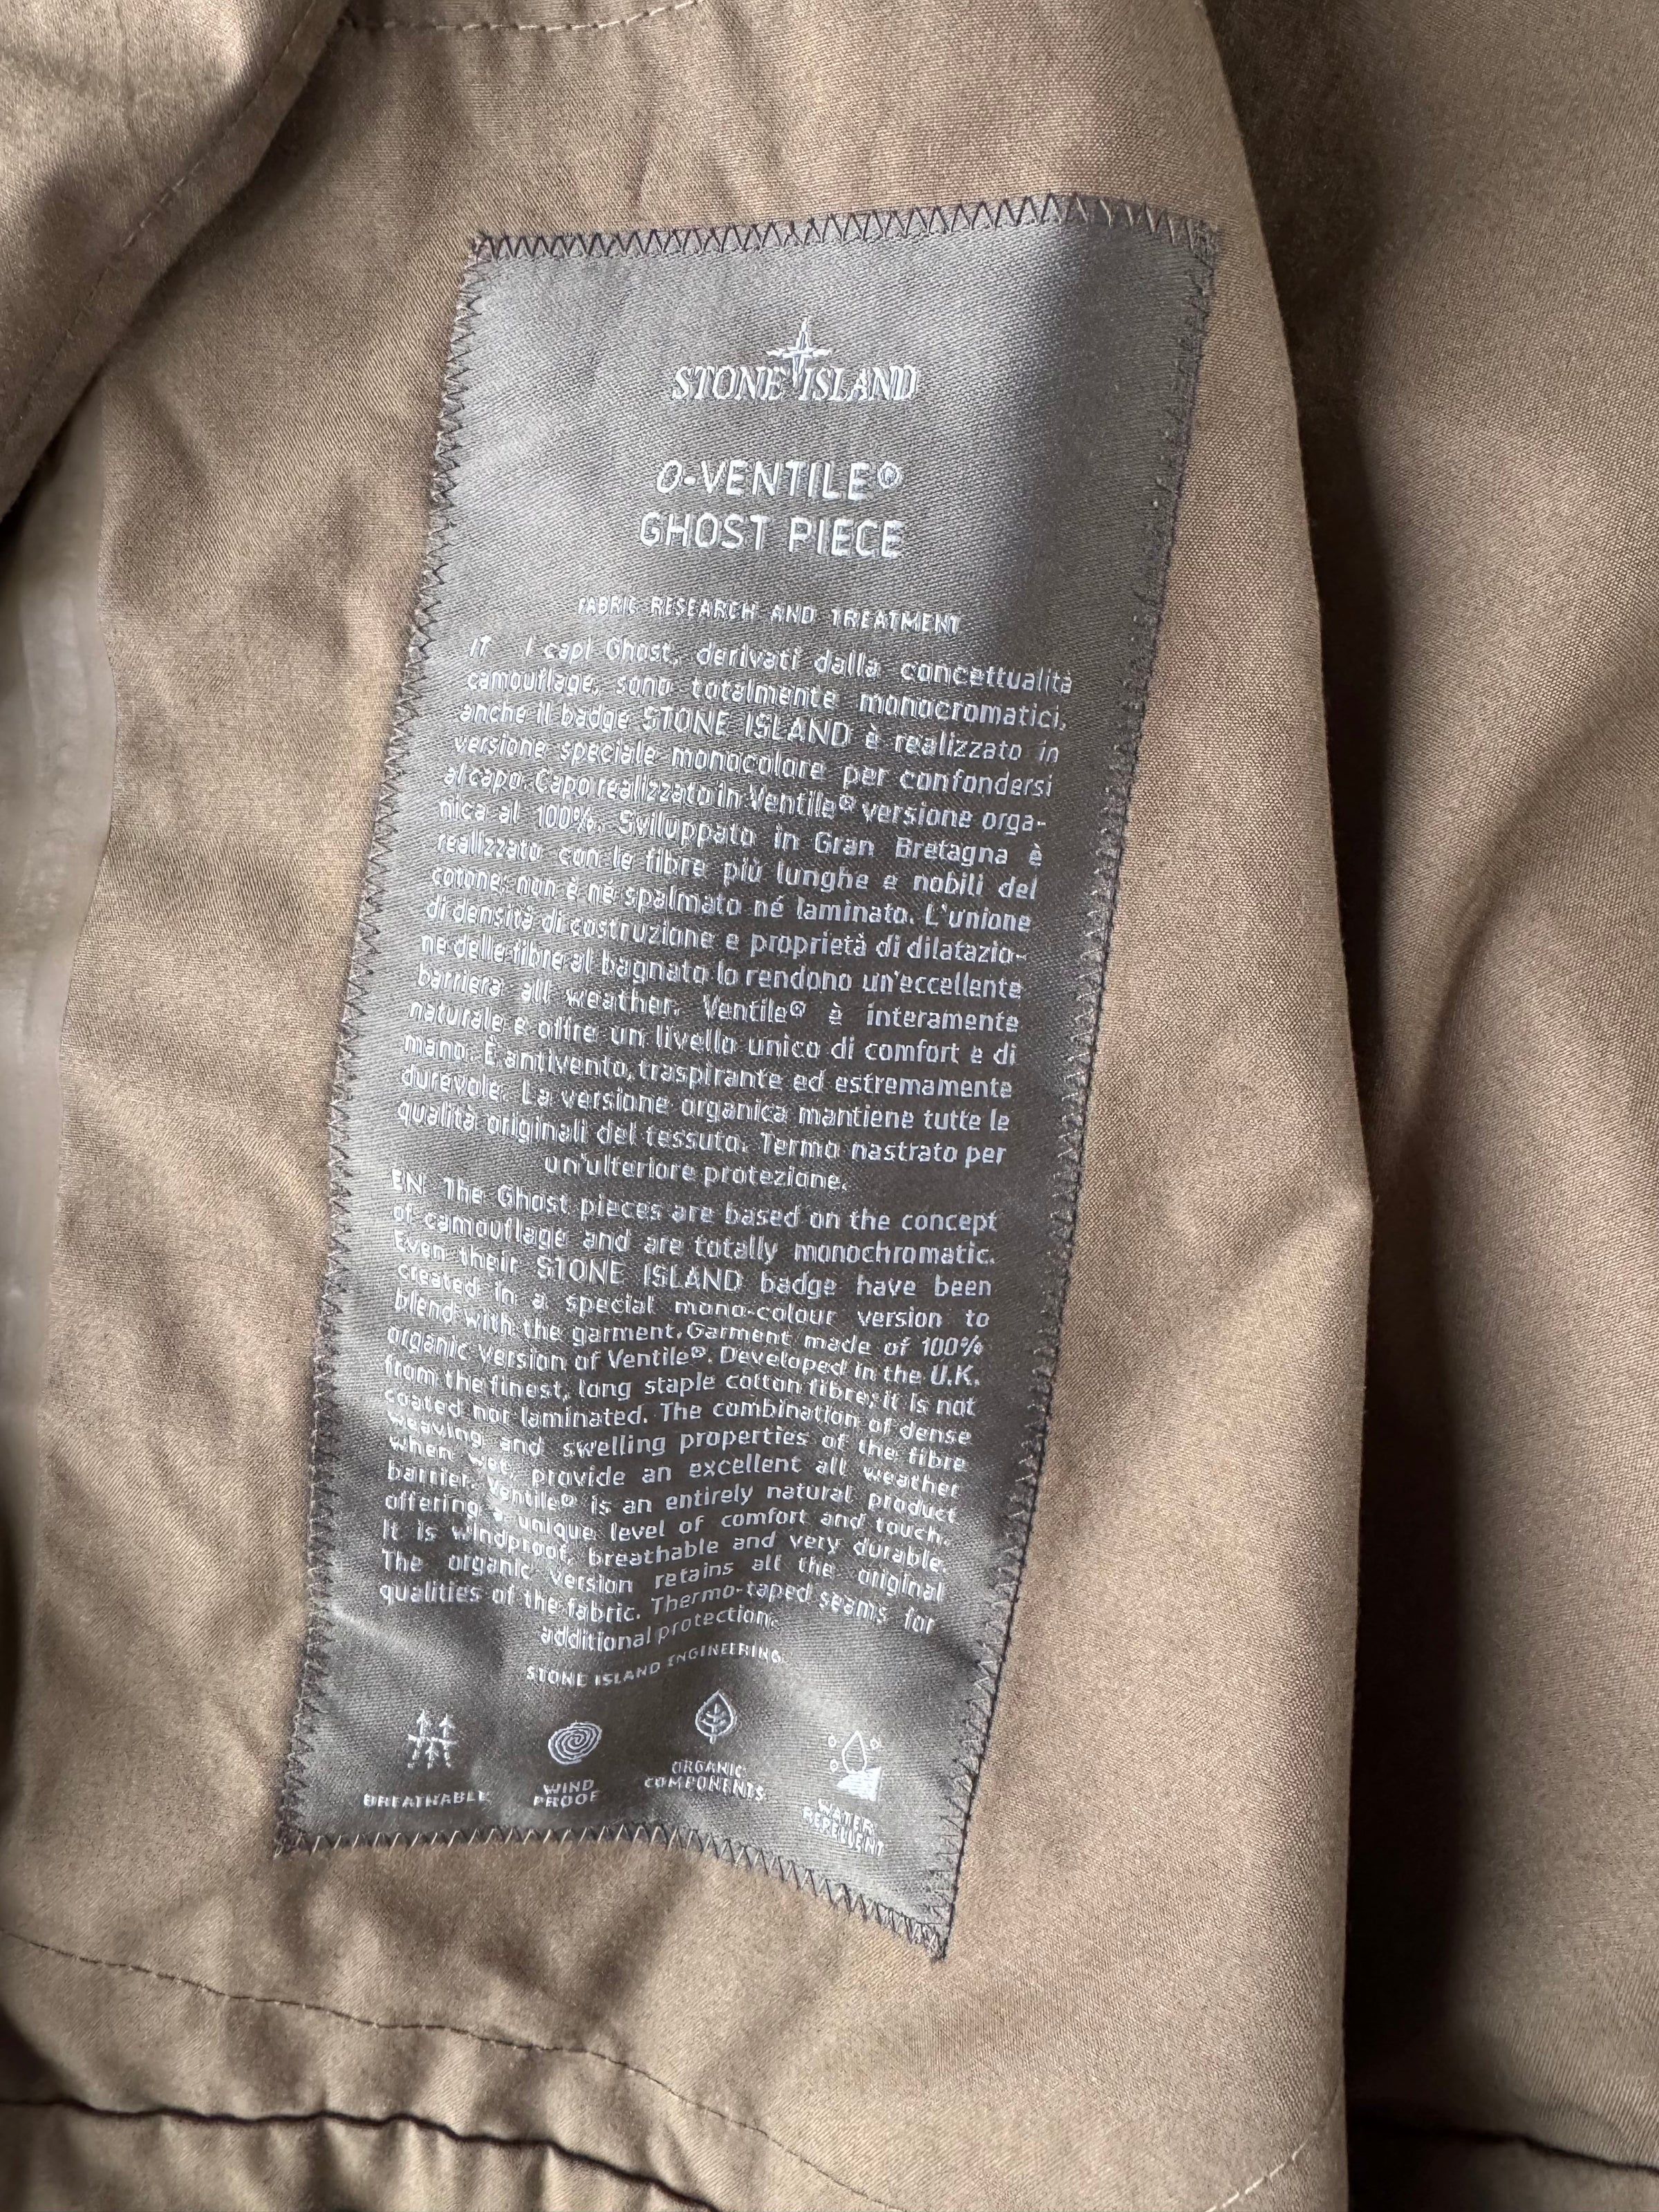 STONE ISLAND
O-VENTILE®
GHOST PIECE
FABRIC RESEARCH AND TREATMENT
IT I capi Ghost, derivati dalla concettualità
camouflage, sono totalmente monocromatici,
anche il badge STONE ISLAND è realizzato in
versione speciale monocolore per confondersi
al capo. Capo realizzato in Ventile® versione orga-
nica al 100%. Sviluppato in Gran Bretagna è
realizzato con le fibre più lunghe e nobili del
cotone; non è né spalmato né laminato. L'unione
di densità di costruzione e proprietà di dilatazio-
ne delle fibre al bagnato lo rendono un'eccellente
barriera all weather. Ventile® è interamente
naturale e offre un livello unico di comfort e di
mano. È antivento, traspirante ed estremamente
durevole. La versione organica mantiene tutte le
qualità originali del tessuto. Termo nastrato per
un'ulteriore protezione.
EN The Ghost pieces are based on the concept
of camouflage and are totally monochromatic.
Even their STONE ISLAND badge have been
created in a special mono-colour version to
blend with the garment. Garment made of 100%
organic version of Ventile®. Developed in the U.K.
from the finest, long staple cotton fibre; it is not
coated nor laminated. The combination of dense
weaving and swelling properties of the fibre
when wet, provide an excellent all weather
barrier. Ventile® is an entirely natural product
offering a unique level of comfort and touch.
It is windproof, breathable and very durable.
The organic version retains all the original
qualities of the fabric. Thermo-taped seams for
additional protection.
STONE ISLAND ENGINEERING
BREATHABLE
WIND
PROOF
ORGANIC
COMPONENTS
WATER
REPELLENT